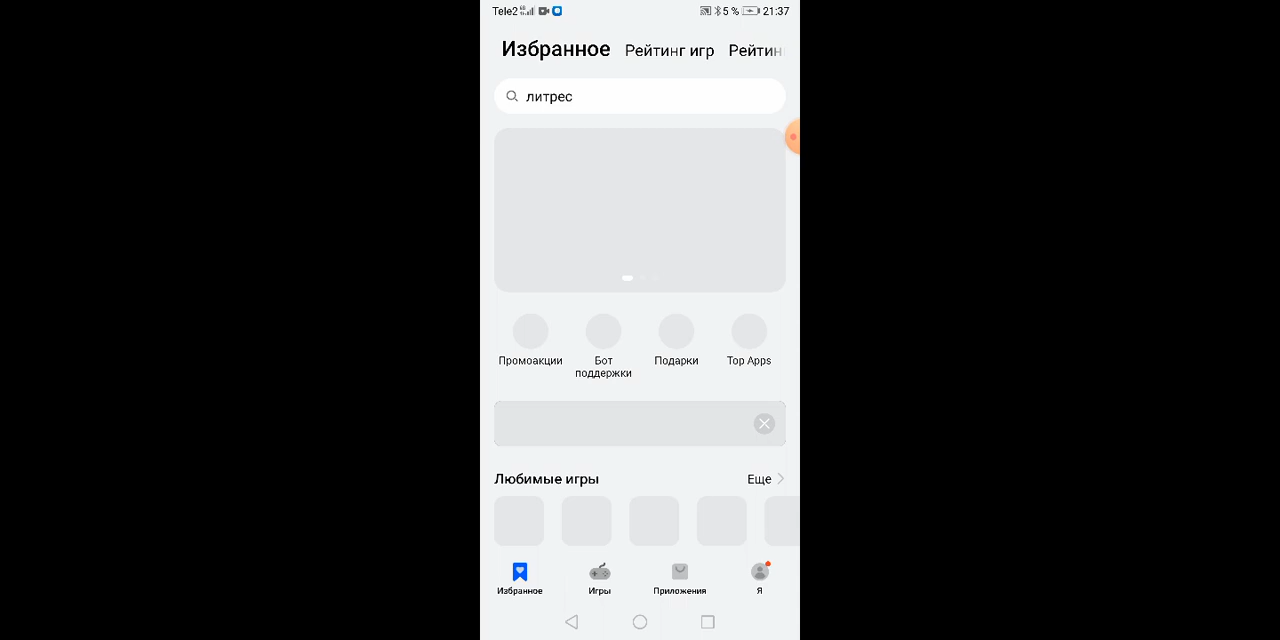 Tele2 5 % 21:37
Избранное Рейтинг игр Рейтин
литрес
Промоакции Бот поддержки Подарки Top Apps
Любимые игры Еще
Избранное Игры Приложения Я